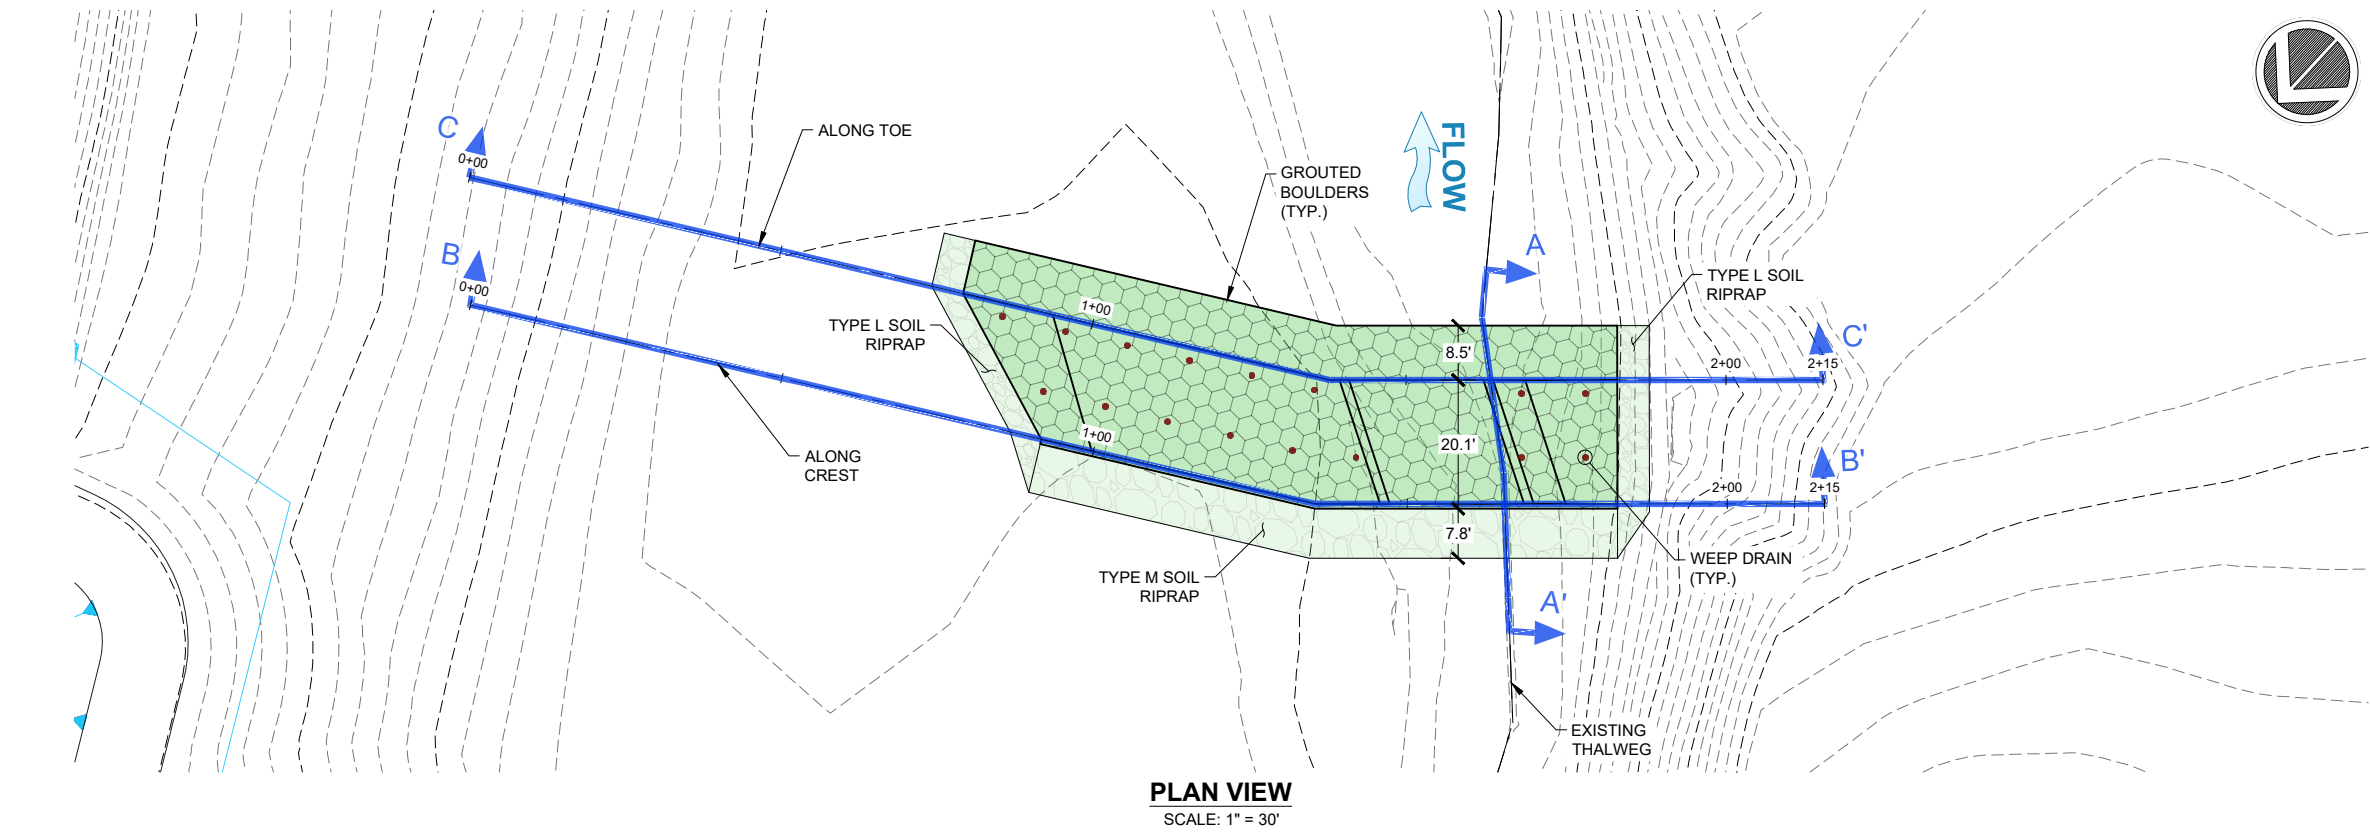 C
0+00
ALONG TOE
B
0+00
GROUTED
BOULDERS
(TYP.)
FLOW
A
TYPE L SOIL
RIPRAP
TYPE L SOIL
RIPRAP
1+00
8.5'
C'
2+00
2+15
1+00
20.1'
B'
2+00
2+15
ALONG
CREST
7.8'
TYPE M SOIL
RIPRAP
WEEP DRAIN
(TYP.)
A'
EXISTING
THALWEG
PLAN VIEW
SCALE: 1" = 30'